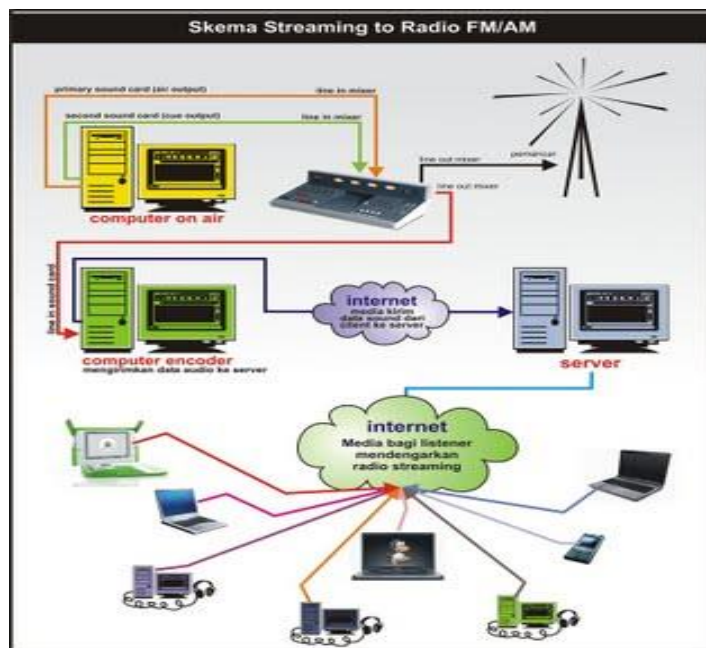 Skema Streaming to Radio FM/AM
primary sound card (air output)
line in mixer
second sound card (cue output)
line in mixer
line out mixer
pemancar
line out mixer
computer on air
line in sound card
internet
media kirim
data sound dari
client ke server
computer encoder
mengirimkan data audio ke server
server
internet
Media bagi listener
mendengarkan
radio streaming